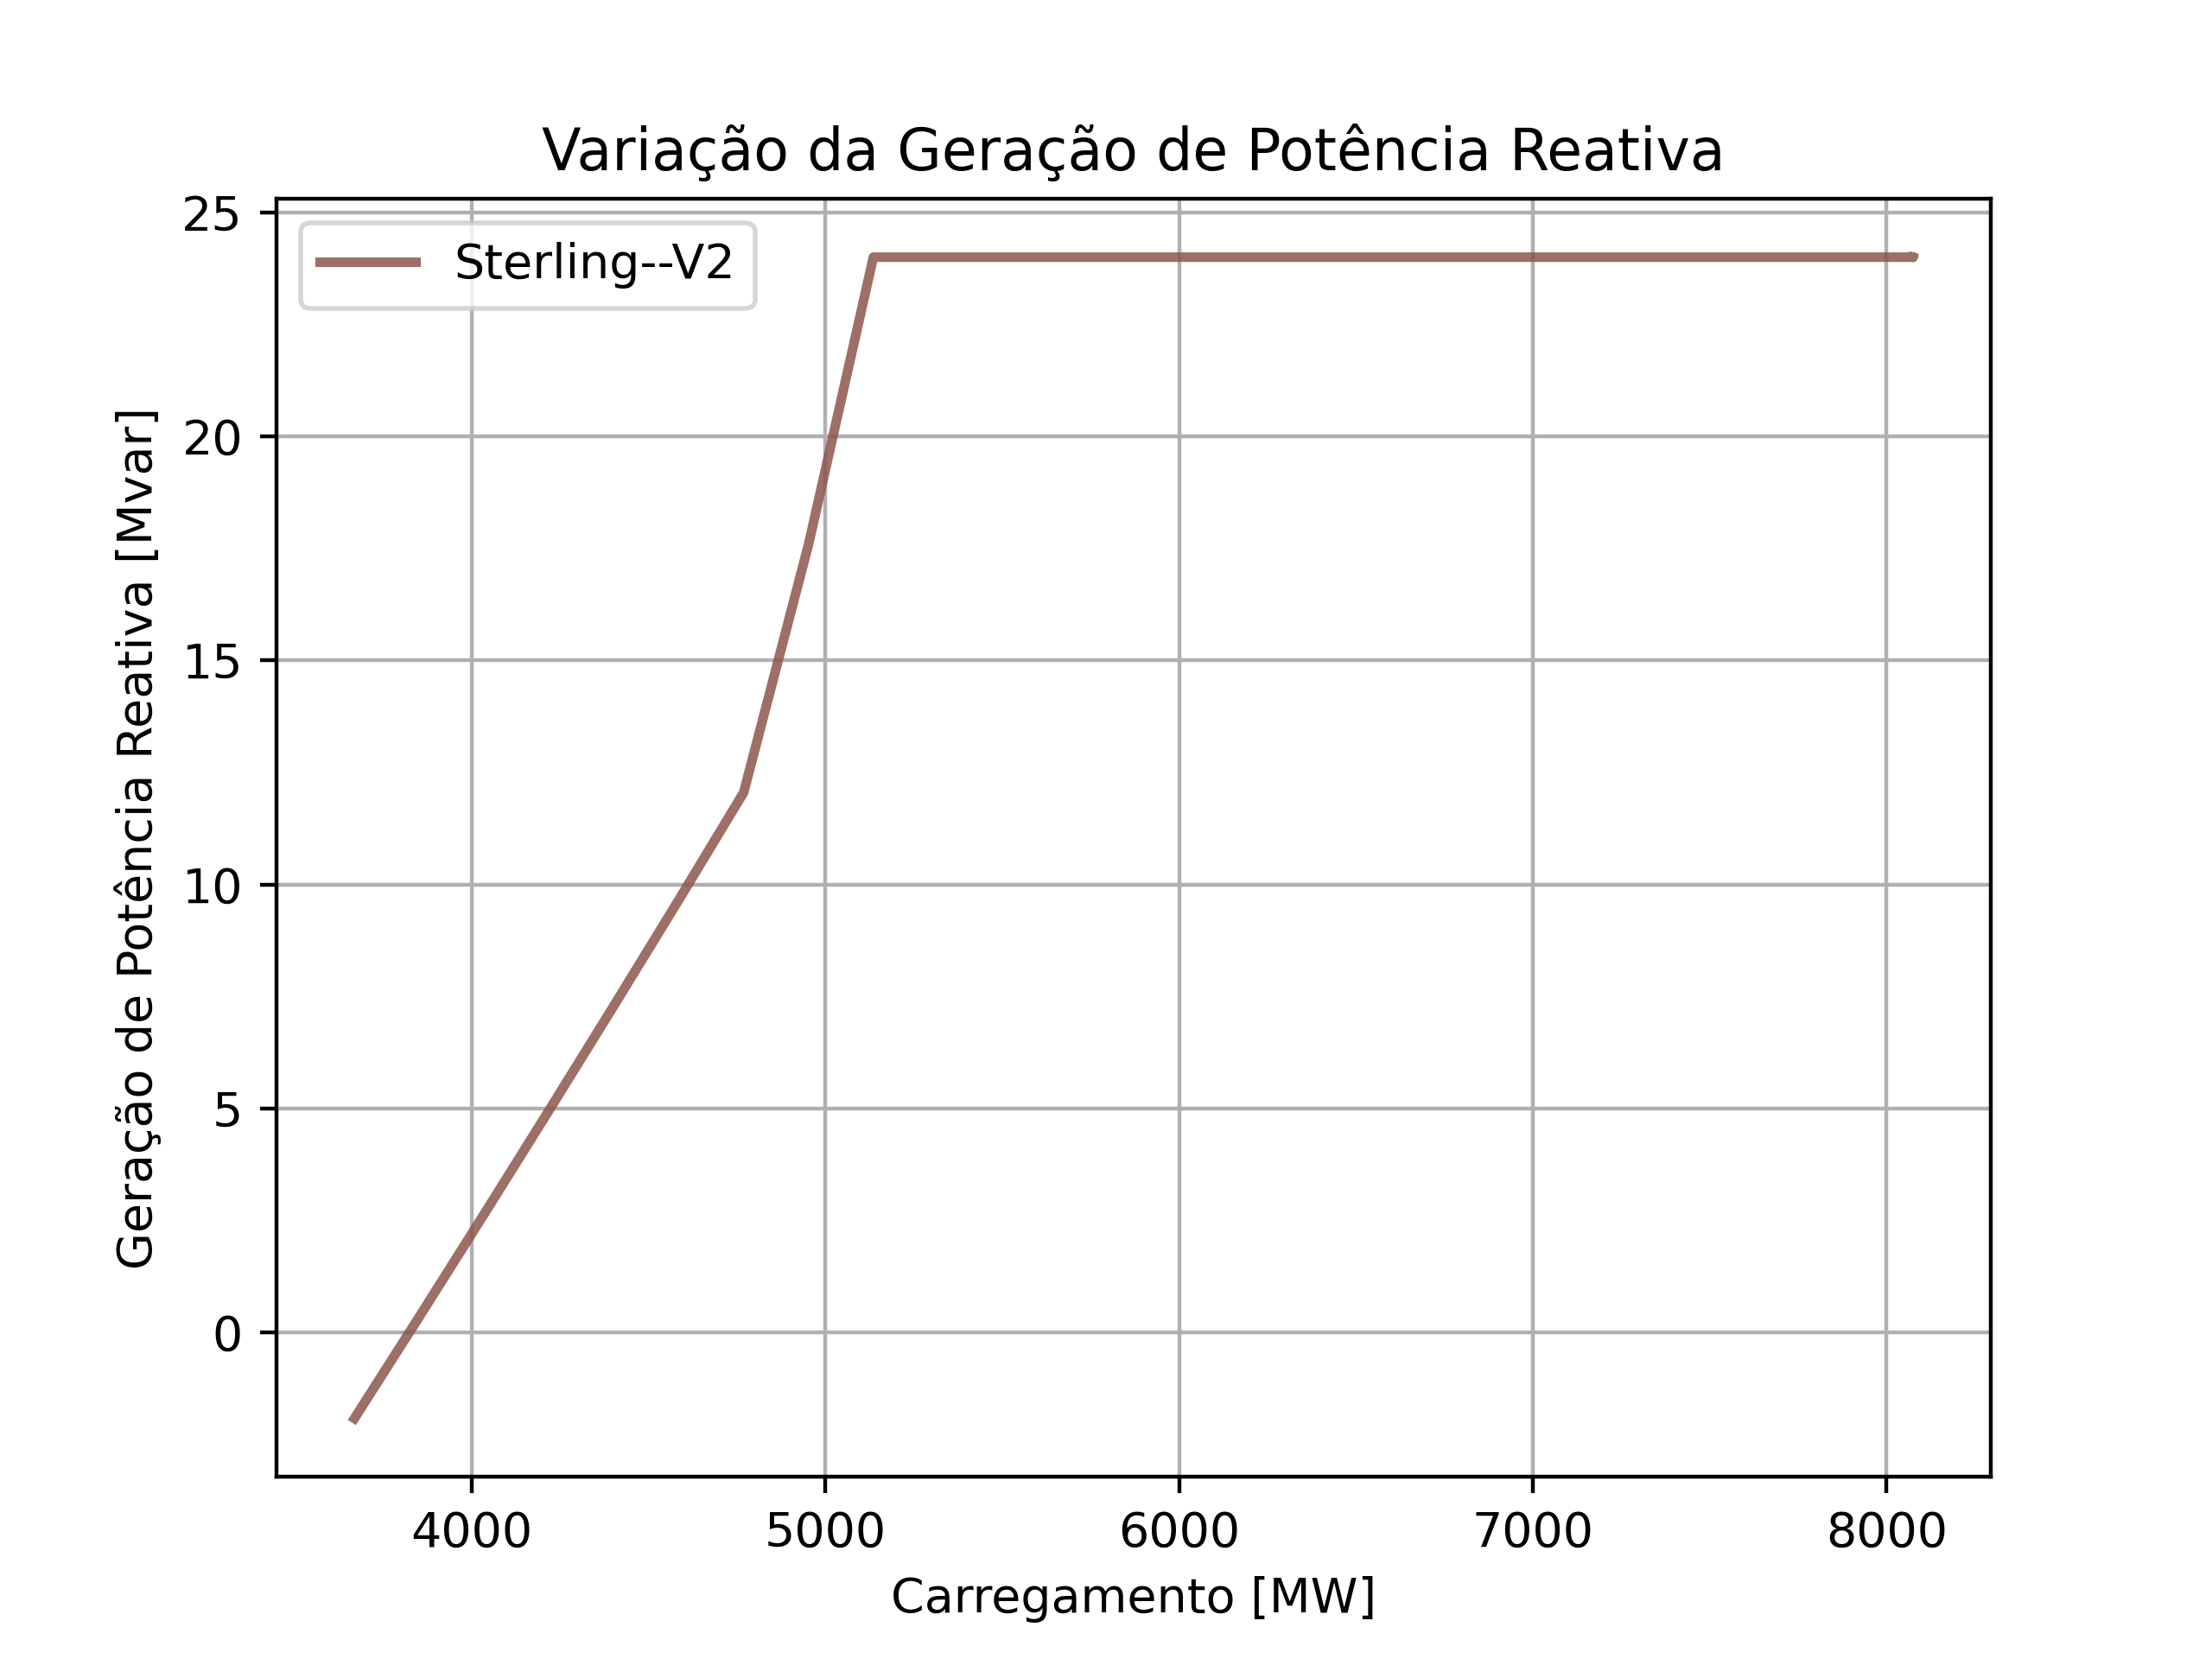 Variação da Geração de Potência Reativa
Sterling--V2
Geração de Potência Reativa [Mvar]
25
20
15
10
5
0
4000 5000 6000 7000 8000
Carregamento [MW]